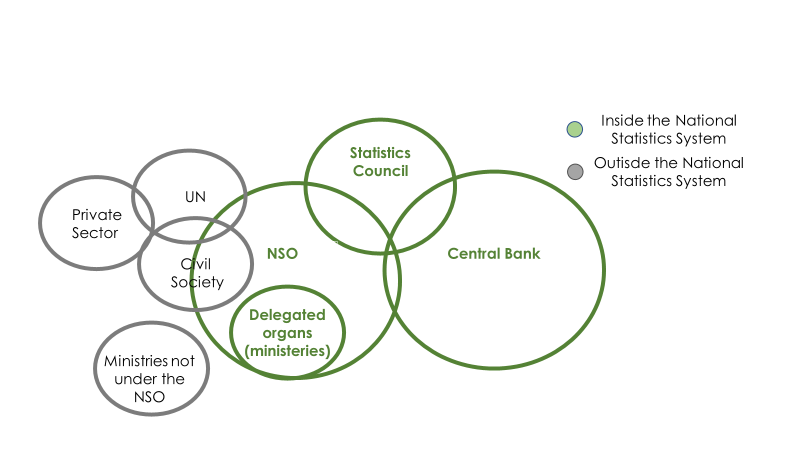 Inside the National
Statistics System
Outisde the National
Statistics System
Statistics
Council
UN
Private
Sector
NSO
Central Bank
Civil
Society
Delegated
organs
(ministeries)
Ministries not
under the
NSO